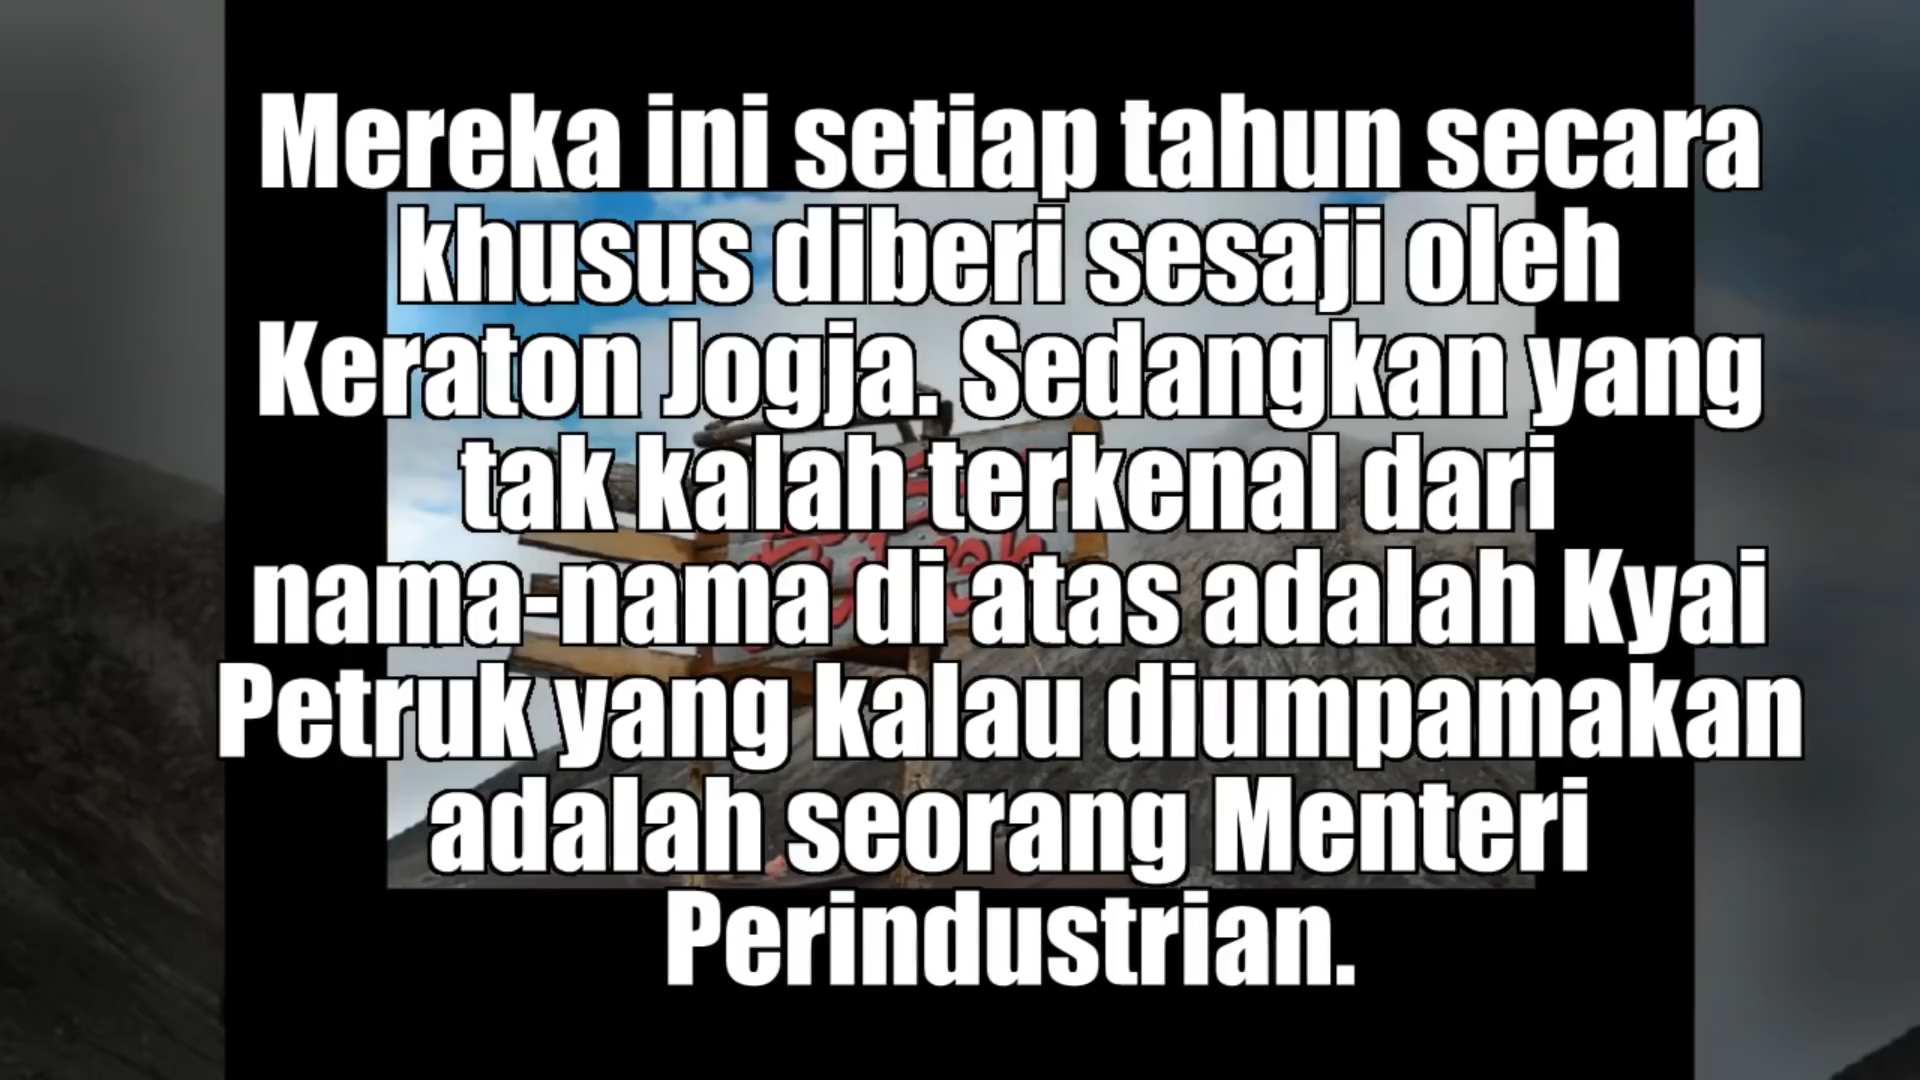 Mereka ini setiap tahun secara
khusus diberi sesaji oleh
Keraton Jogja. Sedangkan yang
tak kalah terkenal dari
nama-nama di atas adalah Kyai
Petruk yang kalau diumpamakan
adalah seorang Menteri
Perindustrian.